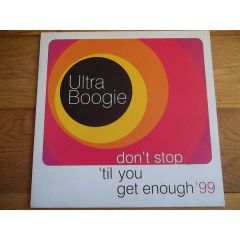 Ultra
Boogie
don't stop
'til you
get enough '99